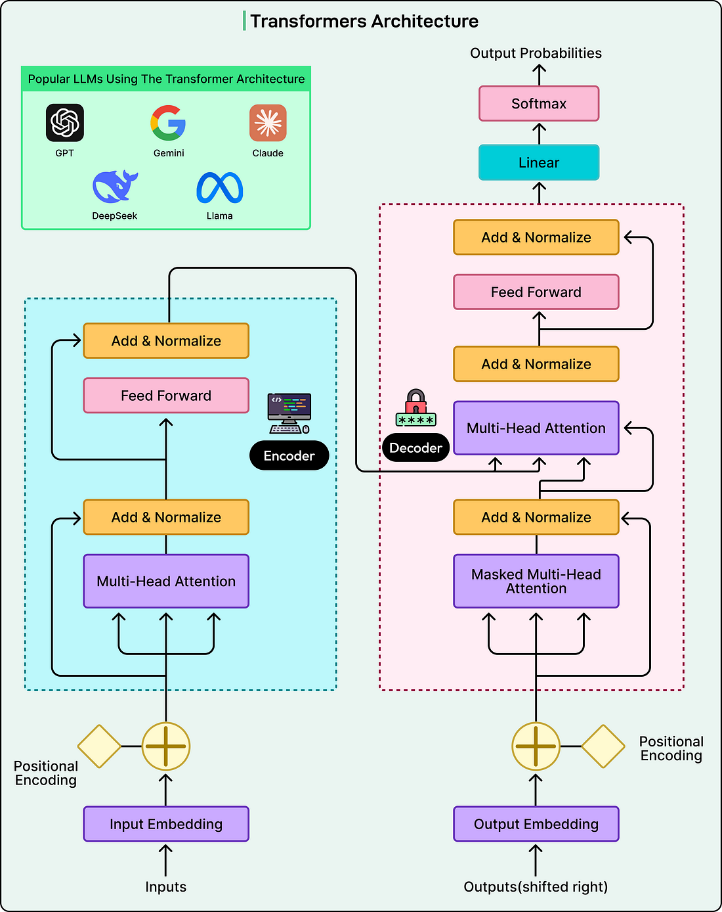 Transformers Architecture
Popular LLMs Using The Transformer Architecture
GPT
Gemini
Claude
DeepSeek
Llama
Output Probabilities
Softmax
Linear
Add & Normalize
Feed Forward
Add & Normalize
Multi-Head Attention
Decoder
****
Add & Normalize
Masked Multi-Head
Attention
Positional
Encoding
Output Embedding
Outputs(shifted right)
Add & Normalize
Feed Forward
Encoder
</>
Add & Normalize
Multi-Head Attention
Positional
Encoding
Input Embedding
Inputs